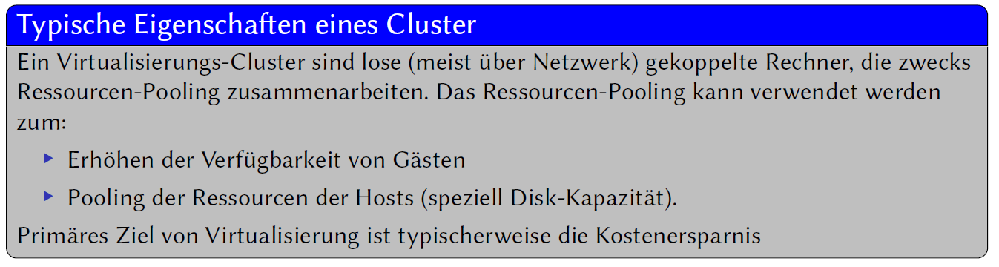 Typische Eigenschaften eines Cluster
Ein Virtualisierungs-Cluster sind lose (meist über Netzwerk) gekoppelte Rechner, die zwecks
Ressourcen-Pooling zusammenarbeiten. Das Ressourcen-Pooling kann verwendet werden
zum:
Erhöhen der Verfügbarkeit von Gästen
Pooling der Ressourcen der Hosts (speziell Disk-Kapazität).
Primäres Ziel von Virtualisierung ist typischerweise die Kostenersparnis